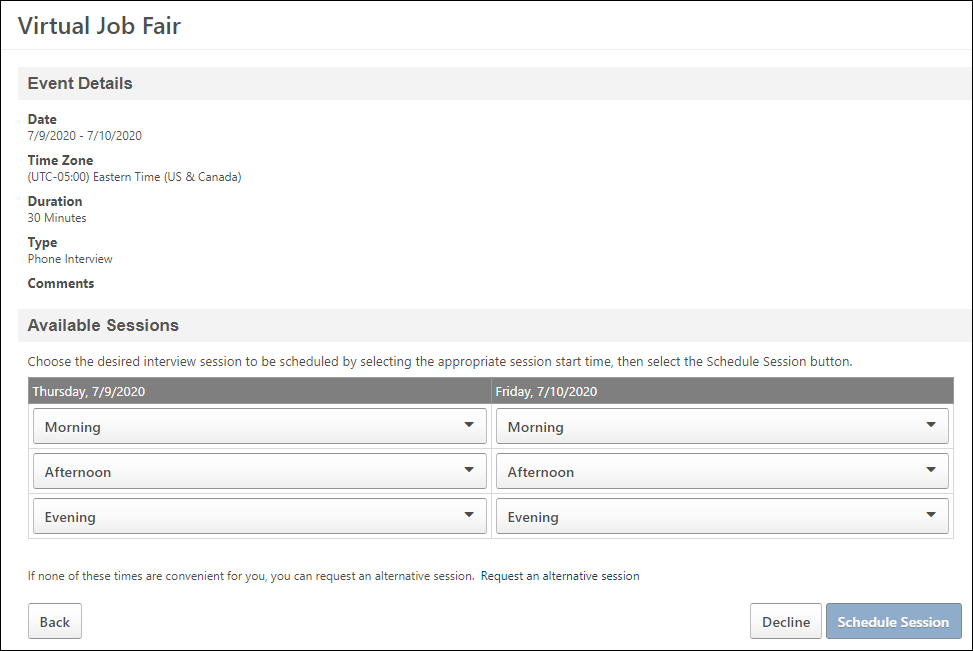 Virtual Job Fair
Event Details
Date
7/9/2020 - 7/10/2020
Time Zone
(UTC-05:00) Eastern Time (US & Canada)
Duration
30 Minutes
Type
Phone Interview
Comments
Available Sessions
Choose the desired interview session to be scheduled by selecting the appropriate session start time, then select the Schedule Session button.
Thursday, 7/9/2020 Friday, 7/10/2020
Morning Morning
Afternoon Afternoon
Evening Evening
If none of these times are convenient for you, you can request an alternative session. Request an alternative session
Back Decline Schedule Session